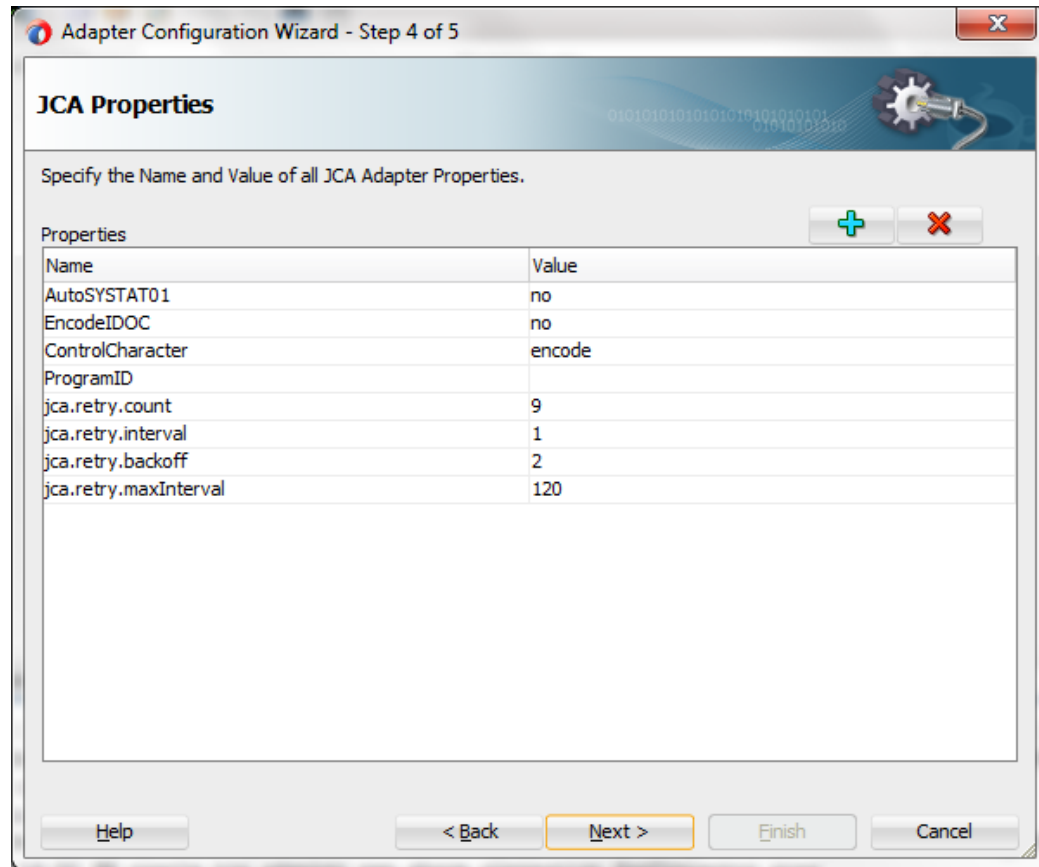 Adapter Configuration Wizard - Step 4 of 5
JCA Properties
Specify the Name and Value of all JCA Adapter Properties.
Properties
Name Value
AutoSYSTAT01 no
EncodeIDOC no
ControlCharacter encode
ProgramID
jca.retry.count 9
jca.retry.interval 1
jca.retry.backoff 2
jca.retry.maxInterval 120
Help < Back Next > Finish Cancel